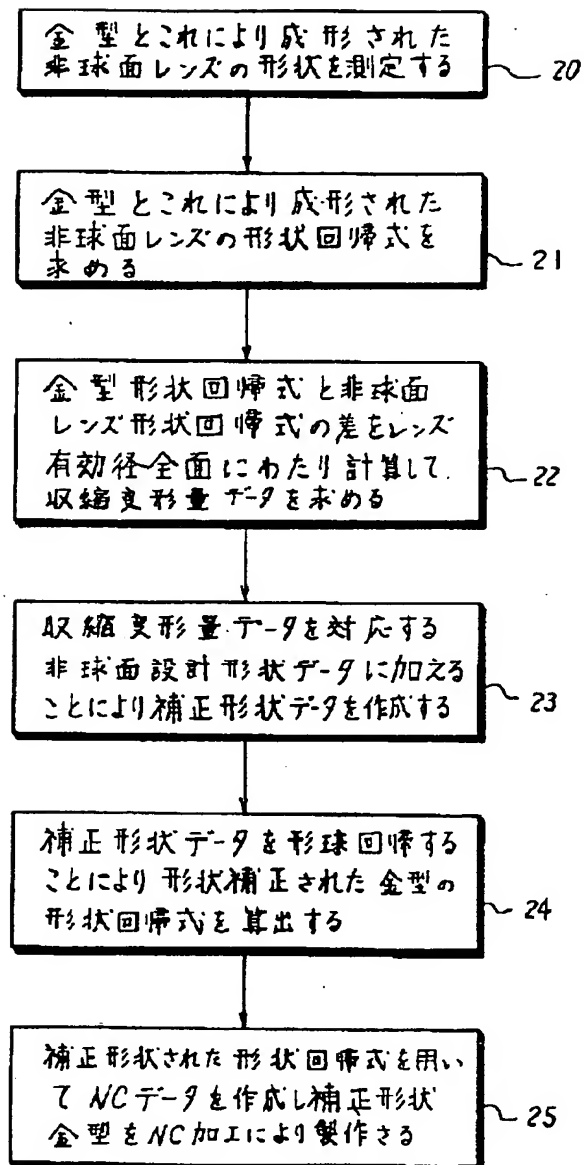 金型とこれにより成形された
非球面レンズの形状を測定する
20
金型とこれにより成形された
非球面レンズの形状回帰式を
求める
21
金型形状回帰式と非球面
レンズ形状回帰式の差をレンズ
有効径全面にわたり計算して
収縮変形量データを求める
22
収縮変形量データを対応する
非球面設計形状データに加える
ことにより補正形状データを作成する
23
補正形状データを形球回帰する
ことにより形状補正された金型の
形状回帰式を算出する
24
補正形状された形状回帰式を用い
てNCデータを作成し補正形状
金型をNC加工により製作さる
25